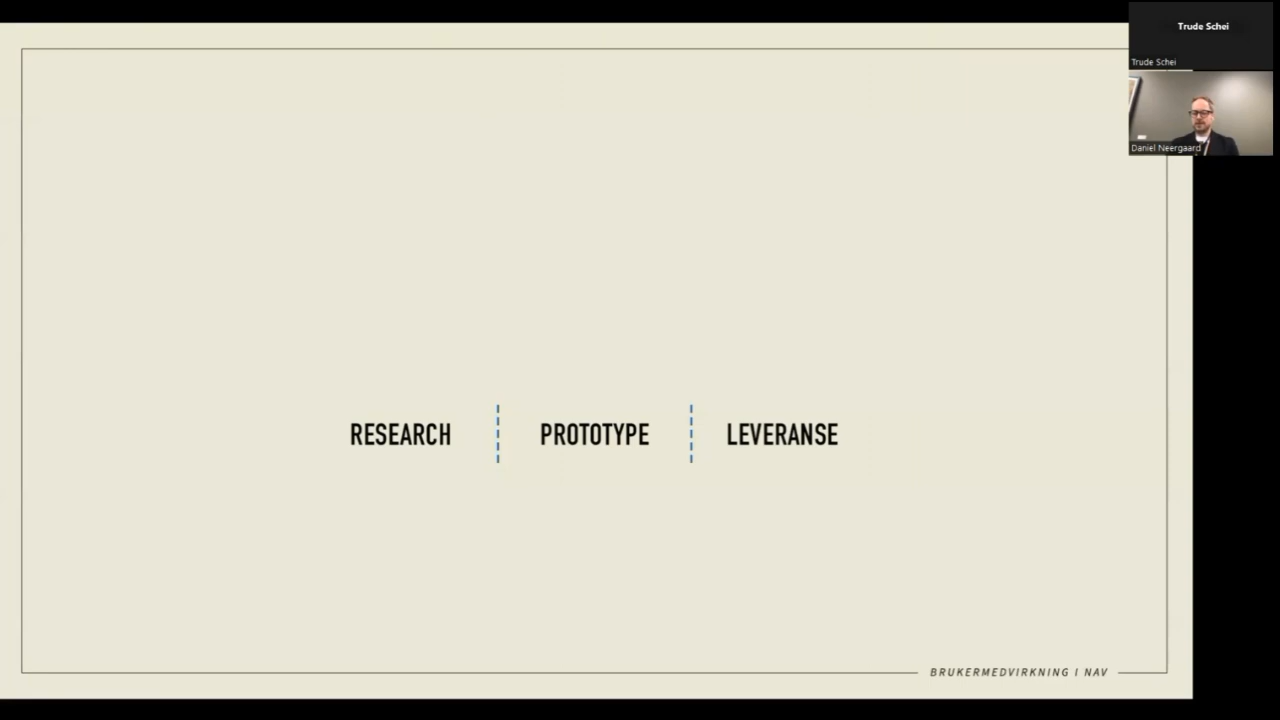 Trude Schei
Trude Schei
Daniel Neergaard
RESEARCH PROTOTYPE LEVERANSE
BRUKERMEDVIRKNING I NAV